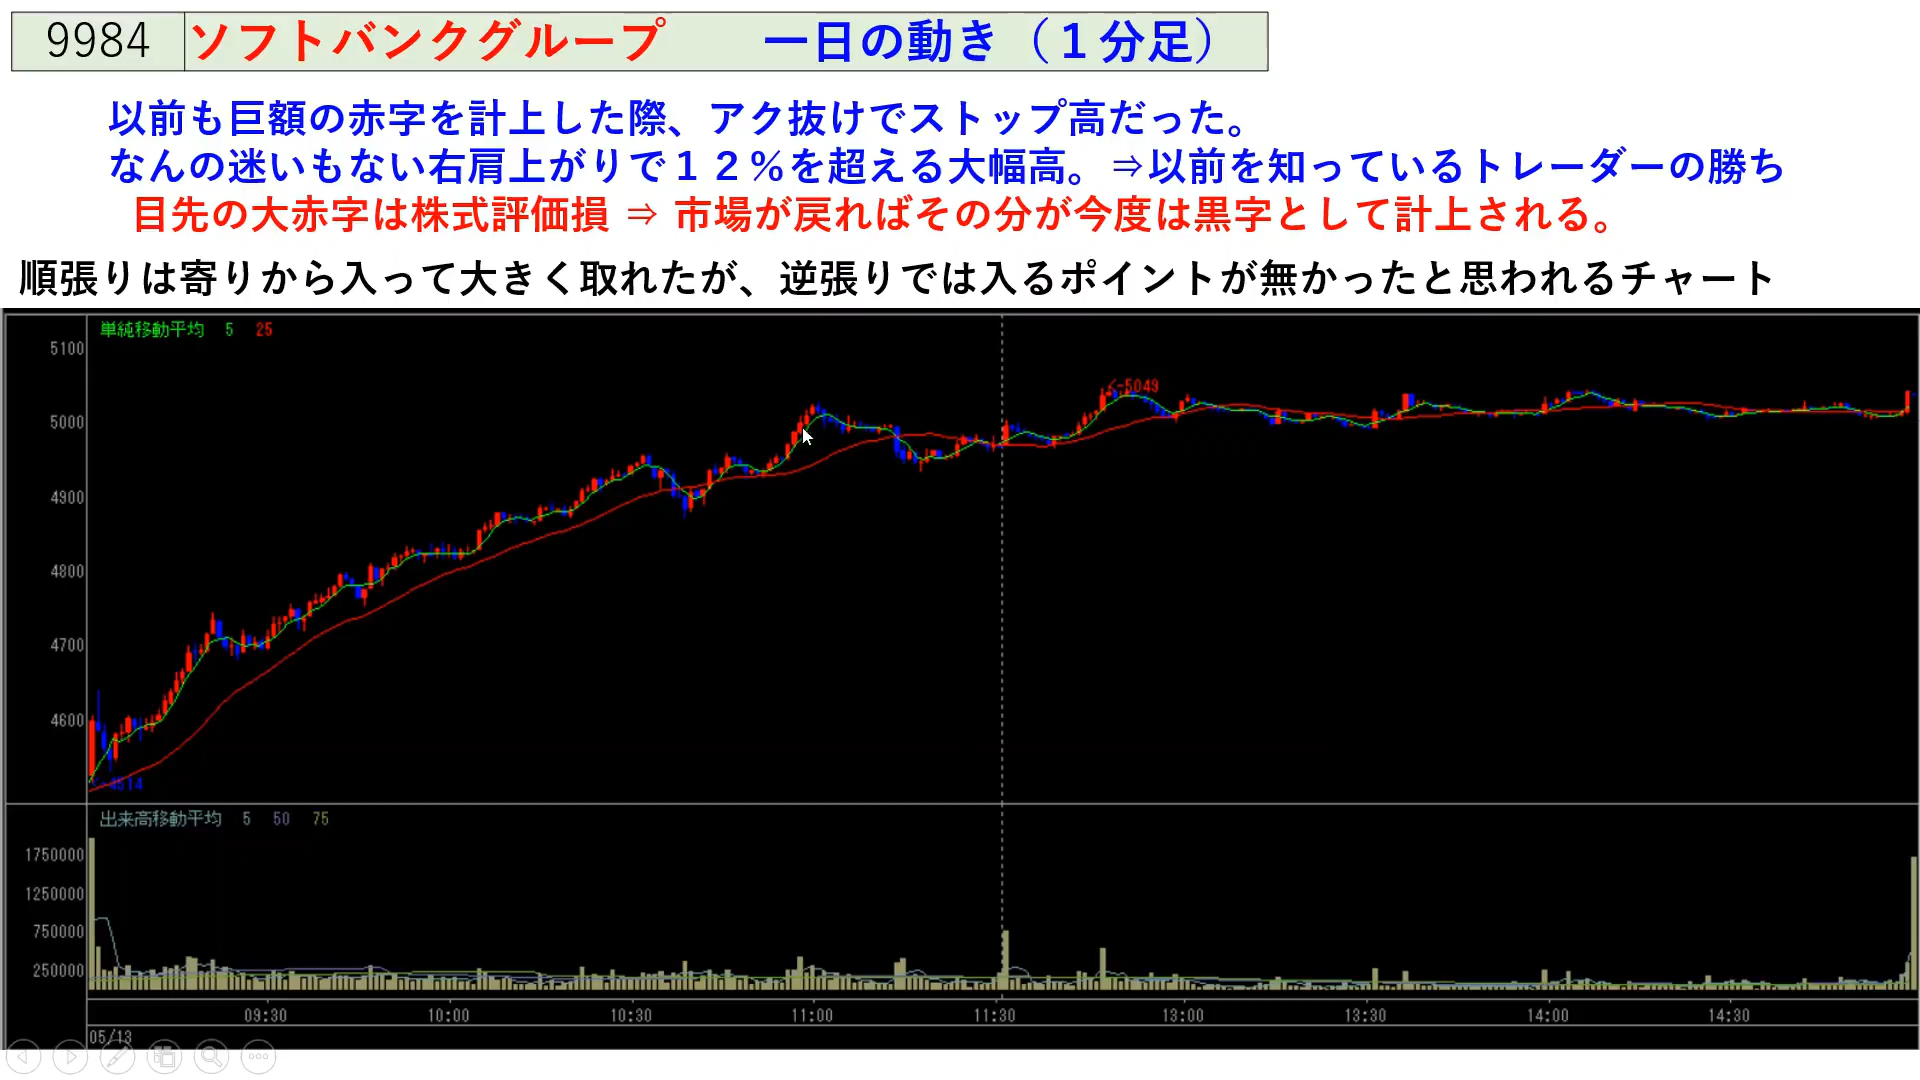 9984 ソフトバンクグループ 一日の動き（１分足）
以前も巨額の赤字を計上した際、アク抜けでストップ高だった。
なんの迷いもない右肩上がりで１２％を超える大幅高。⇒以前を知っているトレーダーの勝ち
目先の大赤字は株式評価損 ⇒ 市場が戻ればその分が今度は黒字として計上される。
順張りは寄りから入って大きく取れたが、逆張りでは入るポイントが無かったと思われるチャート
単純移動平均 5 25
5100
5049
5000
4900
4800
4700
4600
4514
出来高移動平均 5 50 75
1750000
1250000
750000
250000
09:30 10:00 10:30 11:00 11:30 13:00 13:30 14:00 14:30
05/13